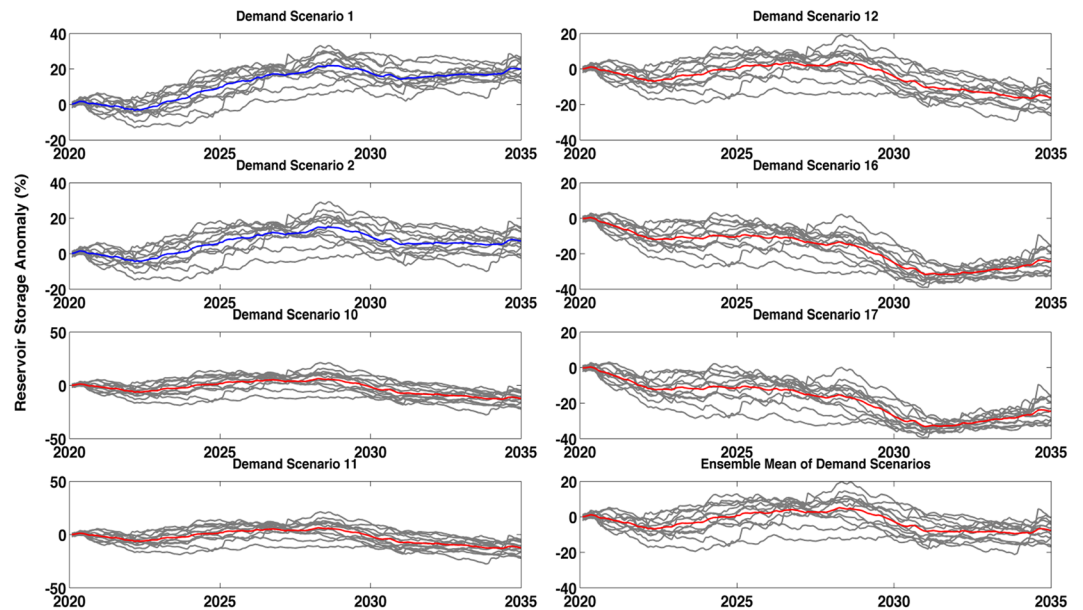 Reservoir Storage Anomaly (%)
Demand Scenario 1
40
20
0
-20
2020 2025 2030 2035
Demand Scenario 2
40
20
0
-20
2020 2025 2030 2035
Demand Scenario 10
50
0
-50
2020 2025 2030 2035
Demand Scenario 11
50
0
-50
2020 2025 2030 2035
Demand Scenario 12
20
0
-20
-40
2020 2025 2030 2035
Demand Scenario 16
20
0
-20
-40
2020 2025 2030 2035
Demand Scenario 17
20
0
-20
-40
2020 2025 2030 2035
Ensemble Mean of Demand Scenarios
20
0
-20
-40
2020 2025 2030 2035